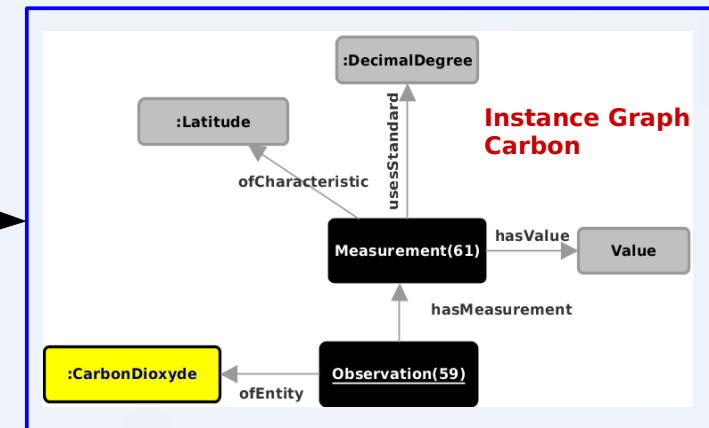 :DecimalDegree
Instance Graph
Carbon
:Latitude
usesStandard
ofCharacteristic
Measurement(61)
hasValue
Value
hasMeasurement
:CarbonDioxyde
ofEntity
Observation(59)